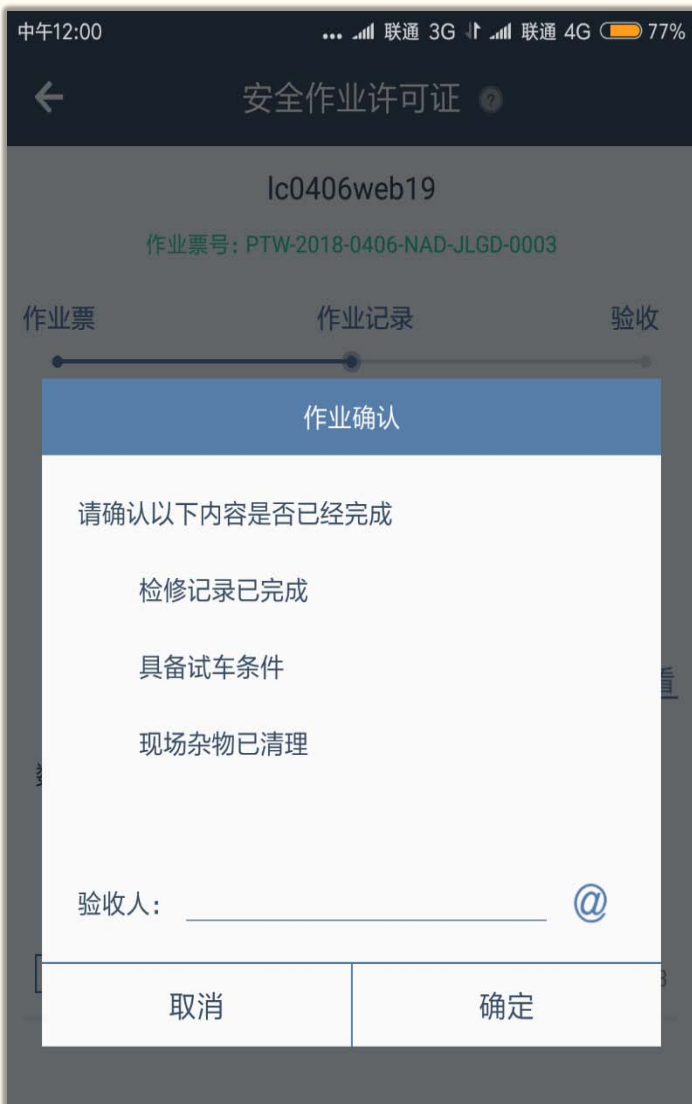 中午12:00 ... 联通 3G 联通 4G 77%
安全作业许可证 ?
lc0406web19
作业票号：PTW-2018-0406-NAD-JLGD-0003
作业票 作业记录 验收
作业确认
请确认以下内容是否已经完成
检修记录已完成
具备试车条件
看
现场杂物已清理
验收人： @
取消 确定